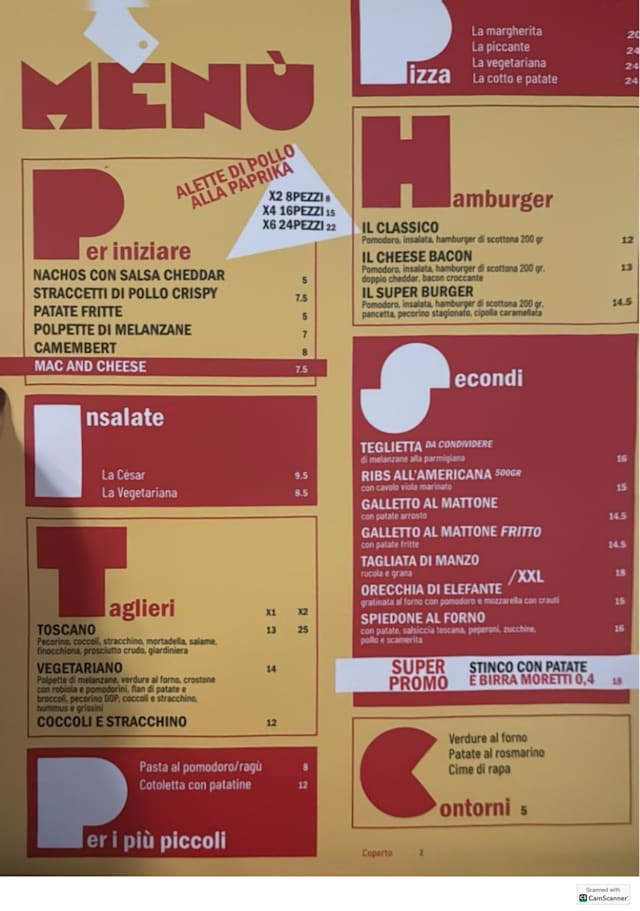 MENÙ
Per iniziare
ALETTE DI POLLO
ALLA PAPRIKA
X2 8PEZZI 8
X4 16PEZZI 15
X6 24PEZZI 22
NACHOS CON SALSA CHEDDAR 5
STRACCETTI DI POLLO CRISPY 7.5
PATATE FRITTE 5
POLPETTE DI MELANZANE 7
CAMEMBERT 8
MAC AND CHEESE 7.5
Insalate
La César 9.5
La Vegetariana 8.5
Taglieri X1 X2
TOSCANO 13 25
Pecorino, coccoli, stracchino, mortadella, salame,
finocchiona, prosciutto crudo, giardiniera
VEGETARIANO 14
Polpette di melanzane, verdure al forno, crostone
con robiola e pomodorini, flan di patate e
broccoli, pecorino DOP, coccoli e stracchino,
hummus e grissini
COCCOLI E STRACCHINO 12
Pasta al pomodoro/ragù 8
Cotoletta con patatine 12
Per i più piccoli
La margherita 20
La piccante 24
La vegetariana 24
La cotto e patate 24
Pizza
Hamburger
IL CLASSICO
Pomodoro, insalata, hamburger di scottona 200 gr 12
IL CHEESE BACON
Pomodoro, insalata, hamburger di scottona 200 gr. 13
doppio cheddar, bacon croccante
IL SUPER BURGER
Pomodoro, insalata, hamburger di scottona 200 gr. 14.5
pancetta, pecorino stagionato, cipolla caramellata
Secondi
TEGLIETTA DA CONDIVIDERE
di melanzane alla parmigiana 16
RIBS ALL'AMERICANA 500GR
con cavolo viola marinato 15
GALLETTO AL MATTONE
con patate arrosto 14.5
GALLETTO AL MATTONE FRITTO
con patate fritte 14.5
TAGLIATA DI MANZO
rucola e grana 18
ORECCHIA DI ELEFANTE /XXL
gratinata al forno con pomodoro e mozzarella con crauti 15
SPIEDONE AL FORNO
con patate, salsiccia toscana, peperoni, zucchine, 16
pollo e scamerita
SUPER PROMO
STINCO CON PATATE
E BIRRA MORETTI 0,4 18
Verdure al forno
Patate al rosmarino
Cime di rapa
Contorni 5
Coperto 2
Scanned with
CS CamScanner